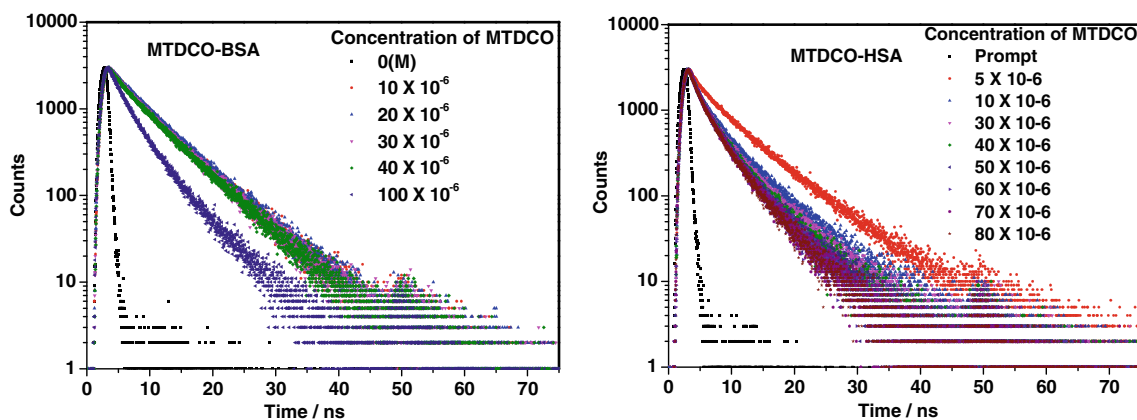 MTDCO-BSA
Concentration of MTDCO
0(M)
10 X 10⁻⁶
20 X 10⁻⁶
30 X 10⁻⁶
40 X 10⁻⁶
100 X 10⁻⁶
10000
1000
100
10
1
Counts
0 10 20 30 40 50 60 70
Time / ns
MTDCO-HSA
Concentration of MTDCO
Prompt
5 X 10-6
10 X 10-6
30 X 10-6
40 X 10-6
50 X 10-6
60 X 10-6
70 X 10-6
80 X 10-6
10000
1000
100
10
1
Counts
0 10 20 30 40 50 60 70
Time / ns